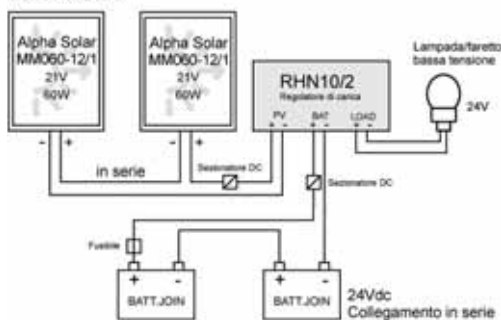 Alpha Solar
MM060-12/1
21V
60W
Alpha Solar
MM060-12/1
21V
60W
RHN10/2
Regolatore di carica
PV BAT LOAD
+ - + - + -
Lampada/faretto
bassa tensione
24V
- +
- +
in serie
Sezionatore DC
Sezionatore DC
Fusibile
+ -
BATT.JOIN
+ -
BATT.JOIN
24Vdc
Collegamento in serie